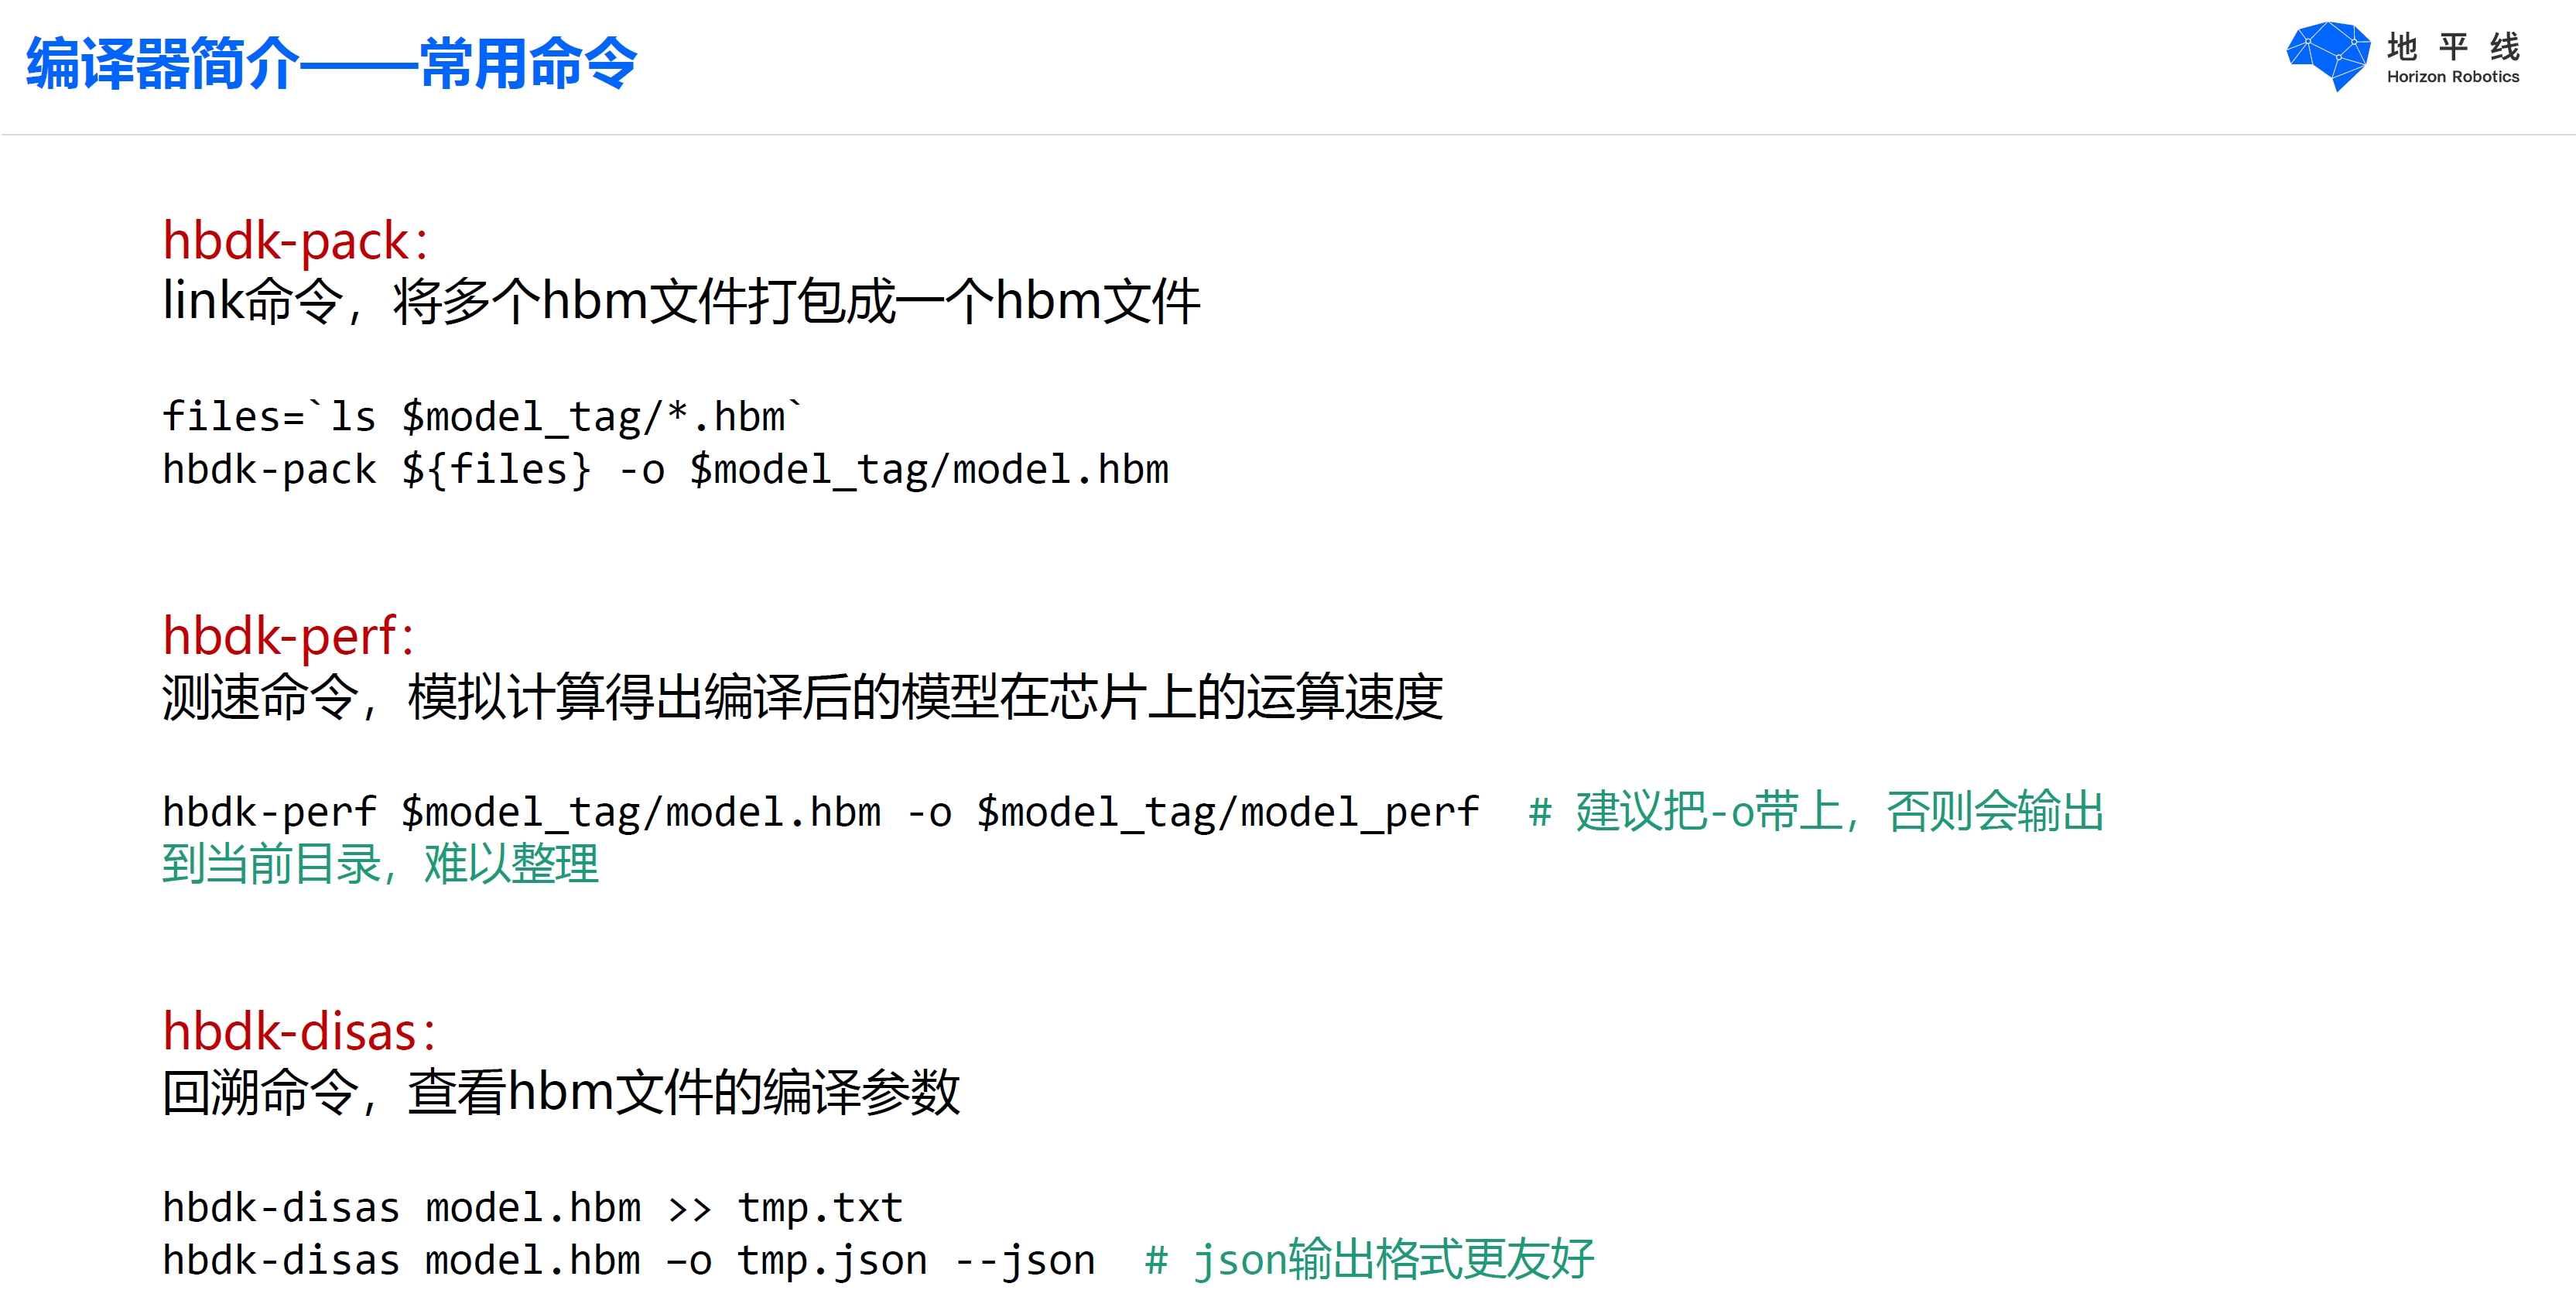 编译器简介——常用命令
地平线
Horizon Robotics
hbdk-pack：
link命令，将多个hbm文件打包成一个hbm文件
files=`ls $model_tag/*.hbm`
hbdk-pack ${files} -o $model_tag/model.hbm
hbdk-perf：
测速命令，模拟计算得出编译后的模型在芯片上的运算速度
hbdk-perf $model_tag/model.hbm -o $model_tag/model_perf  # 建议把-o带上，否则会输出
到当前目录，难以整理
hbdk-disas：
回溯命令，查看hbm文件的编译参数
hbdk-disas model.hbm >> tmp.txt
hbdk-disas model.hbm –o tmp.json --json  # json输出格式更友好